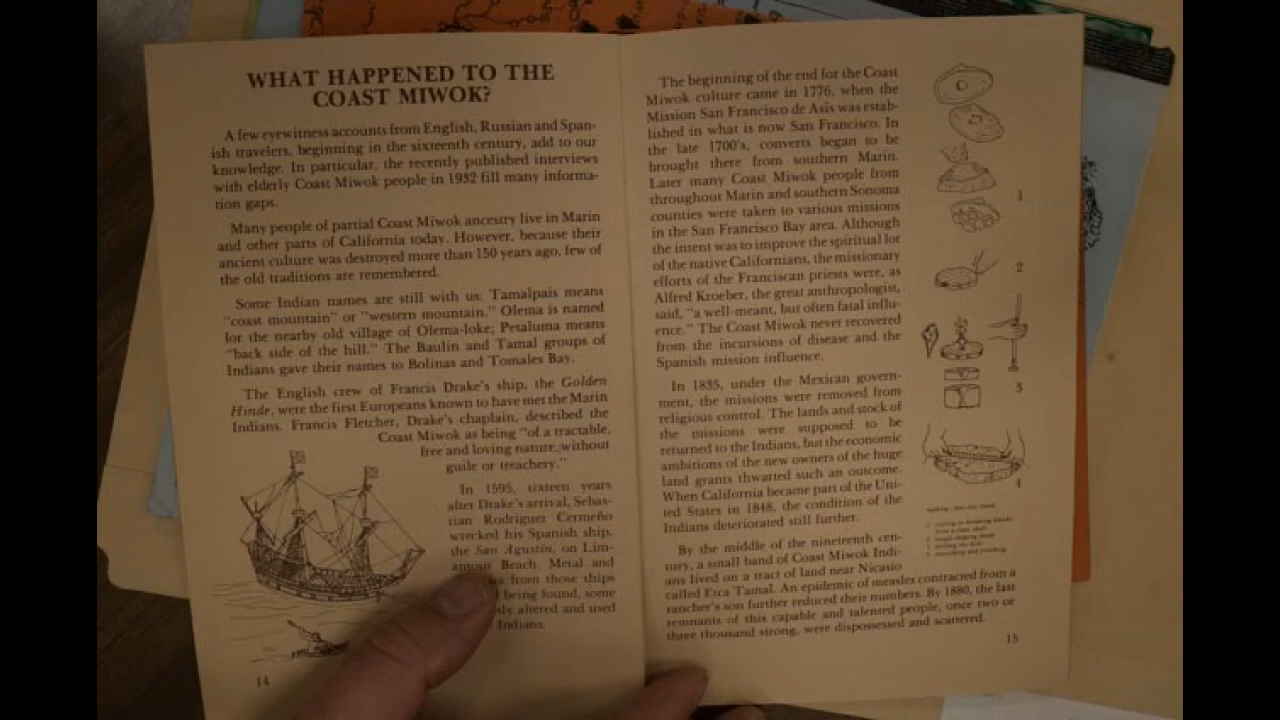 WHAT HAPPENED TO THE
COAST MIWOK?
A few eyewitness accounts from English, Russian and Span-
ish travelers, beginning in the sixteenth century, add to our
knowledge. In particular, the recently published interviews
with elderly Coast Miwok people in 1932 fill many informa-
tion gaps.
Many people of partial Coast Miwok ancestry live in Marin
and other parts of California today. However, because their
ancient culture was destroyed more than 150 years ago, few of
the old traditions are remembered.
Some Indian names are still with us: Tamalpais means
"coast mountain" or "western mountain." Olema is named
for the nearby old village of Olema-loke; Petaluma means
"back side of the hill." The Baulin and Tamal groups of
Indians gave their names to Bolinas and Tomales Bay.
The English crew of Francis Drake's ship, the Golden
Hinde, were the first Europeans known to have met the Marin
Indians. Francis Fletcher, Drake's chaplain, described the
Coast Miwok as being "of a tractable,
free and loving nature, without
guile or treachery."
In 1595, sixteen years
after Drake's arrival, Sebas-
tian Rodriguez Cermeño
wrecked his Spanish ship,
the San Agustin, on Lim-
Beach. Metal and
from those ships
being found, some
altered and used
Indians.
14
The beginning of the end for the Coast
Miwok culture came in 1776, when the
Mission San Francisco de Asis was estab-
lished in what is now San Francisco. In
the late 1700's, converts began to be
brought there from southern Marin.
Later many Coast Miwok people from
throughout Marin and southern Sonoma
counties were taken to various missions
in the San Francisco Bay area. Although
the intent was to improve the spiritual lot
of the native Californians, the missionary
efforts of the Franciscan priests were, as
Alfred Kroeber, the great anthropologist,
said, "a well-meant, but often fatal influ-
ence." The Coast Miwok never recovered
from the incursions of disease and the
Spanish mission influence.
In 1835, under the Mexican govern-
ment, the missions were removed from
religious control. The lands and stock of
the missions were supposed to be
returned to the Indians, but the economic
ambitions of the new owners of the huge
land grants thwarted such an outcome.
When California became part of the Uni-
ted States in 1848, the condition of the
Indians deteriorated still further.
By the middle of the nineteenth cen-
tury, a small band of Coast Miwok Indi-
ans lived on a tract of land near Nicasio
called Etca Tamal. An epidemic of measles contracted from a
rancher's son further reduced their numbers. By 1880, the last
remnants of this capable and talented people, once two or
three thousand strong, were dispossessed and scattered.
1
2
3
4
15